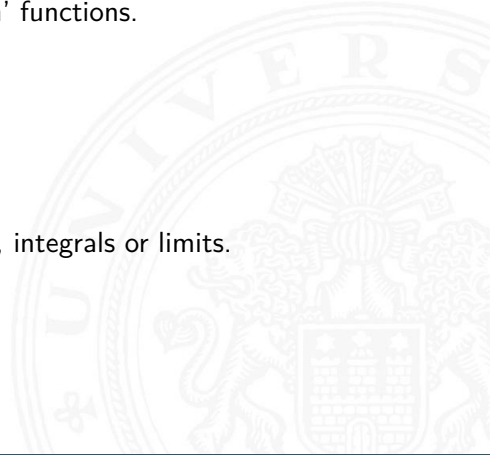 ' functions.
, integrals or limits.
U N I V E R S